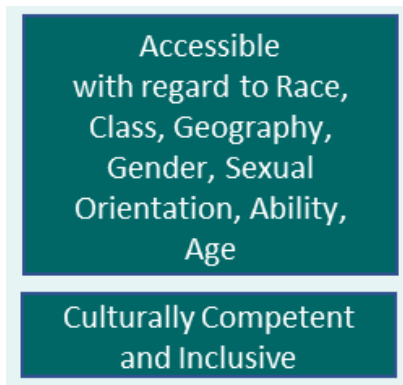 Accessible
with regard to Race,
Class, Geography,
Gender, Sexual
Orientation, Ability,
Age
Culturally Competent
and Inclusive